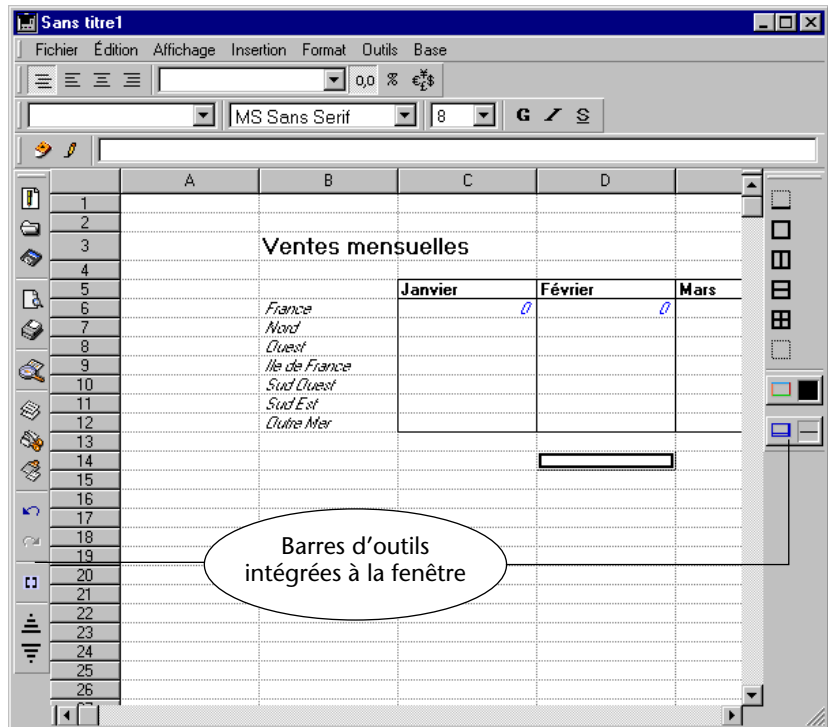 Sans titre1
Fichier Édition Affichage Insertion Format Outils Base
0,0 % €¥£$
MS Sans Serif 8 G I S
A B C D
1
2
3 Ventes mensuelles
4
5 Janvier Février Mars
6 France 0 0
7 Nord
8 Ouest
9 Ile de France
10 Sud Ouest
11 Sud Est
12 Outre Mer
13
14
15
16
17
18
19
20
21
22
23
24
25
26
27
Barres d’outils
intégrées à la fenêtre